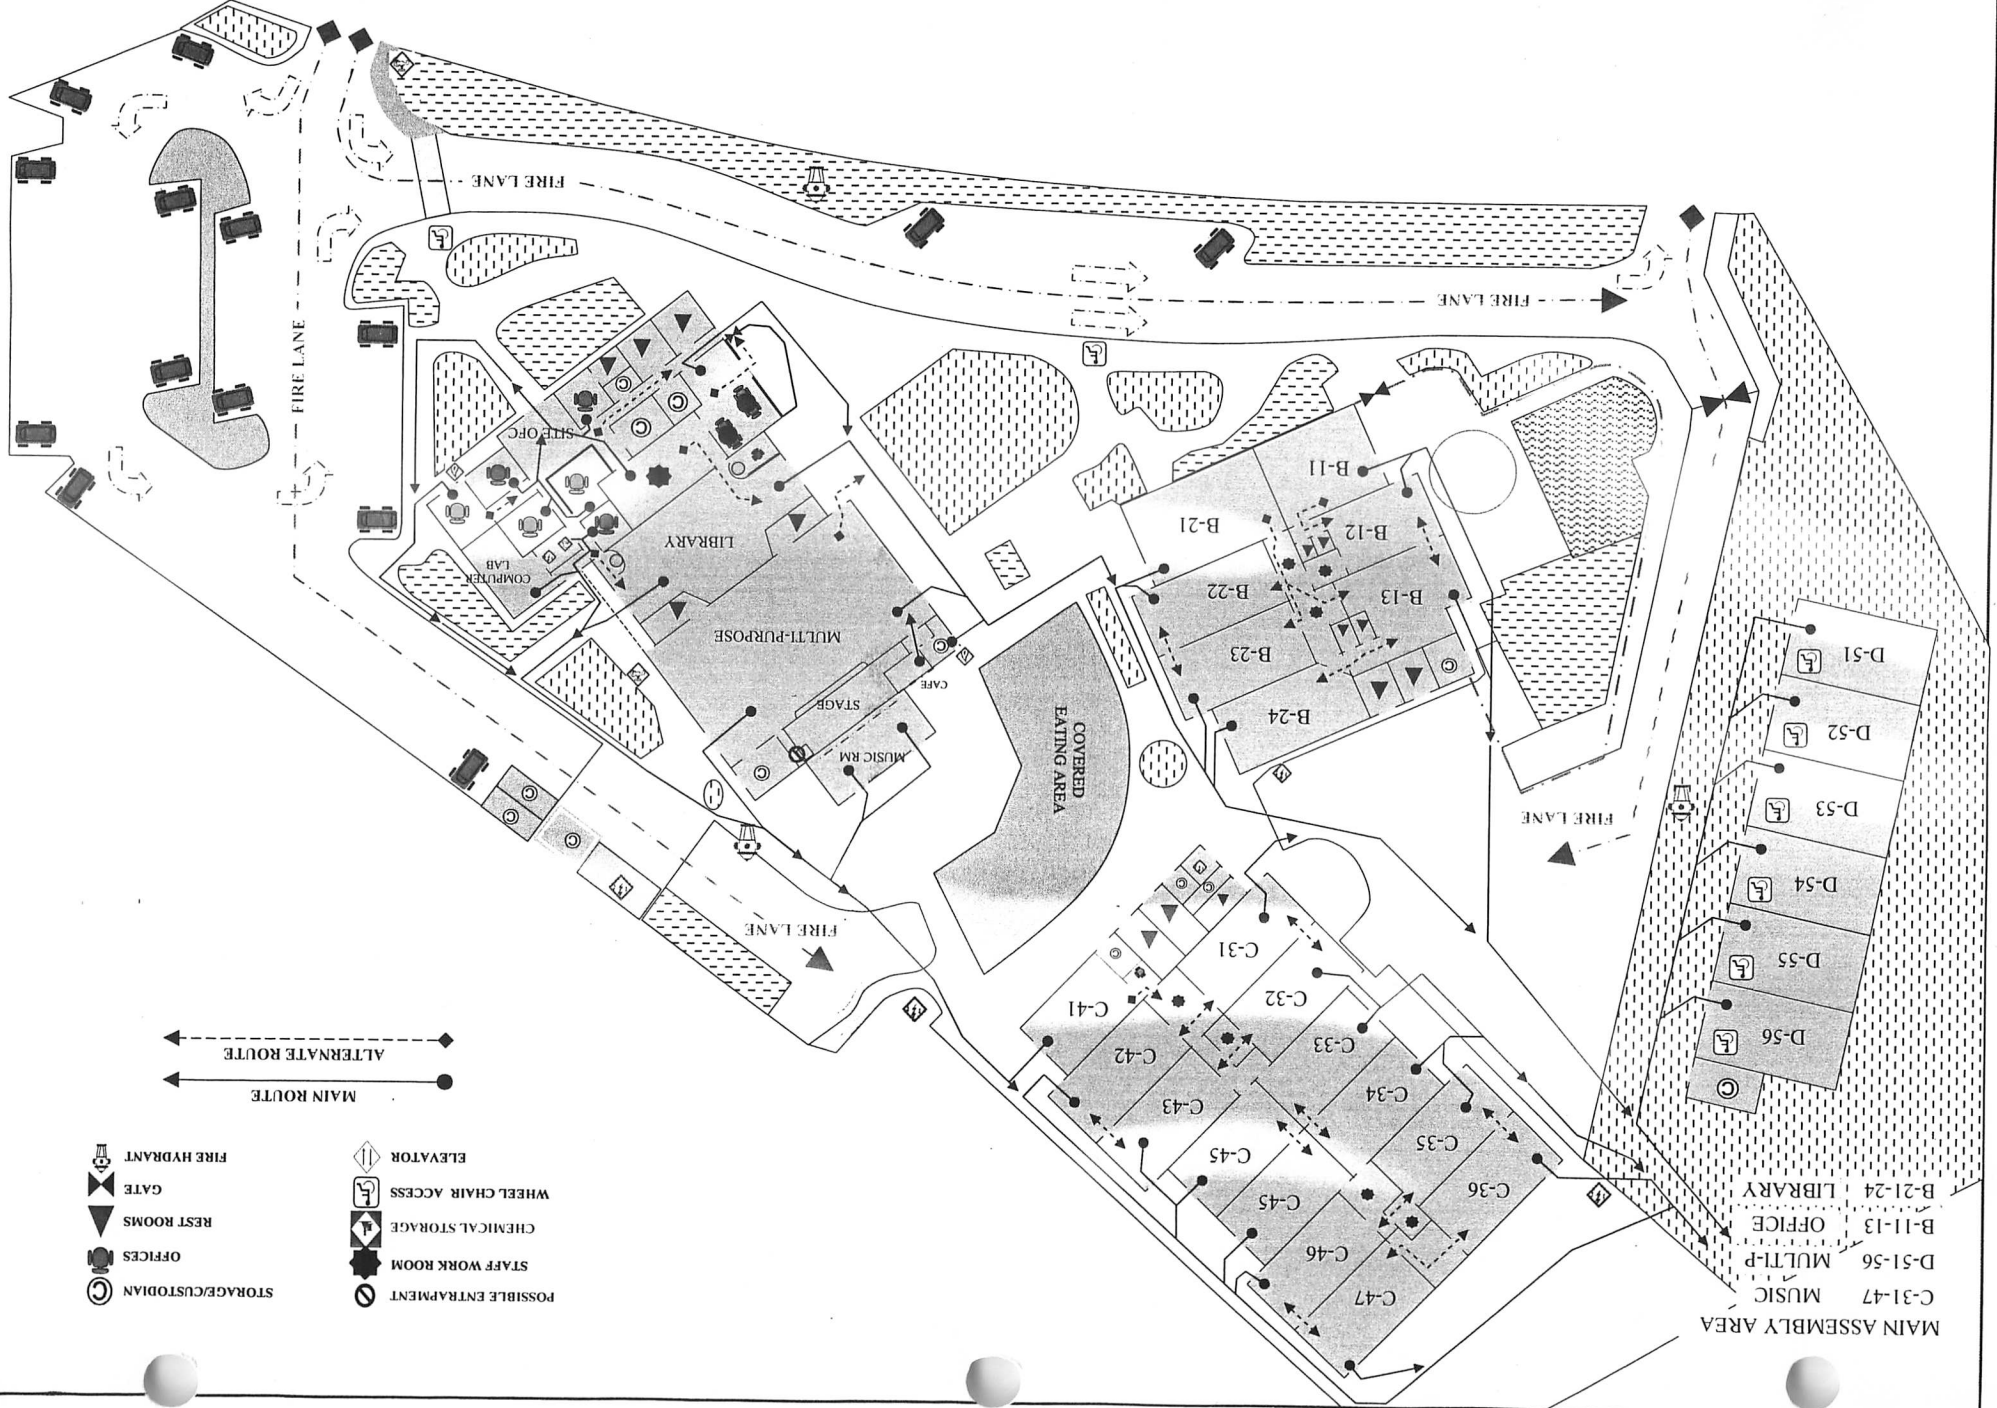 MAIN ASSEMBLY AREA
C-31-47 MUSIC
D-51-56 MULTI-P
B-11-13 OFFICE
B-21-24 LIBRARY
POSSIBLE ENTRAPMENT
STAFF WORK ROOM
CHEMICAL STORAGE
WHEEL CHAIR ACCESS
ELEVATOR
STORAGE/CUSTODIAN
OFFICES
REST ROOMS
GATE
FIRE HYDRANT
MAIN ROUTE
ALTERNATE ROUTE
C-47
C-46
C-45
C-45
C-43
C-42
C-41
C-36
C-35
C-34
C-33
C-32
C-31
D-56
D-55
D-54
D-53
D-52
D-51
FIRE LANE
FIRE LANE
COVERED
EATING AREA
MUSIC RM
STAGE
CAFE
MULTI-PURPOSE
LIBRARY
COMPUTER
LAB
SITE OFC
B-24
B-23
B-22
B-21
B-13
B-12
B-11
FIRE LANE
FIRE LANE
FIRE LANE
C
C
C
C
C
C
C
C
C
C
C
C
C
C